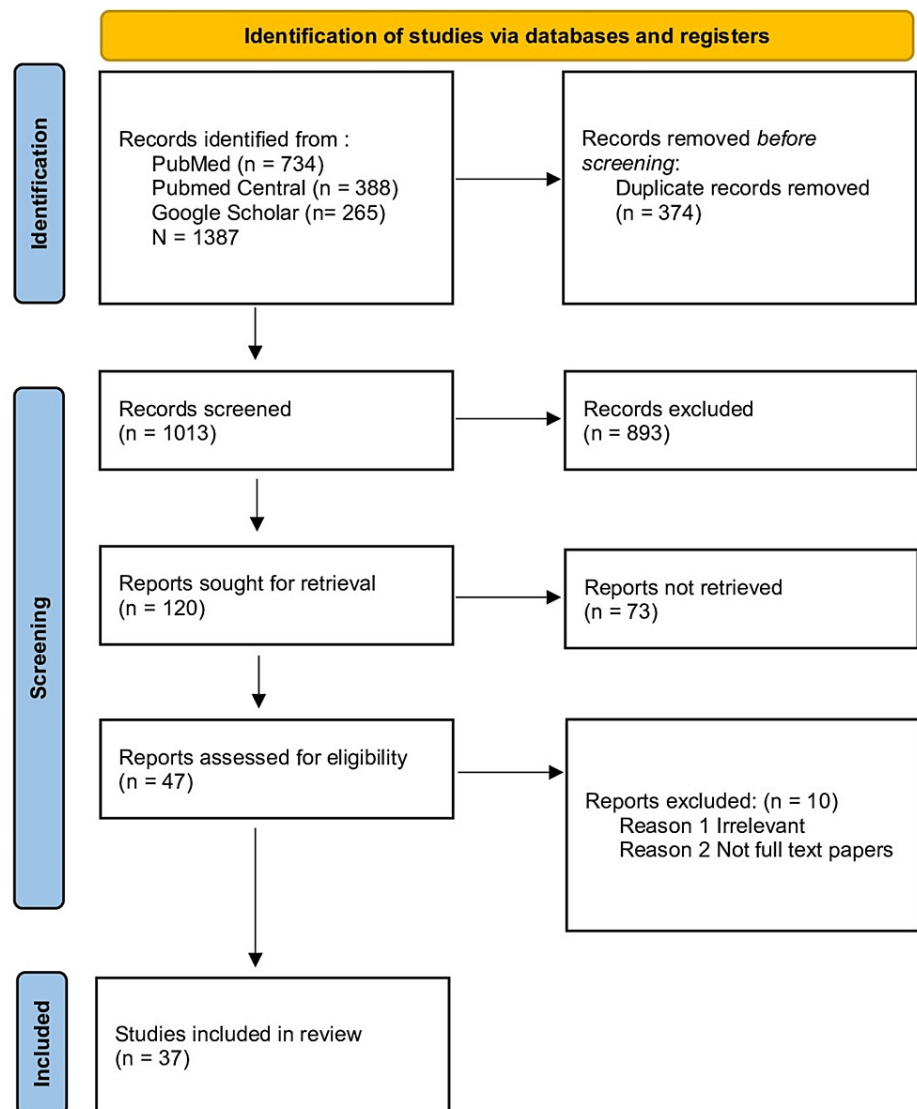 Identification of studies via databases and registers
Identification
Records identified from :
PubMed (n = 734)
Pubmed Central (n = 388)
Google Scholar (n= 265)
N = 1387
Records removed before
screening:
Duplicate records removed
(n = 374)
Screening
Records screened
(n = 1013)
Records excluded
(n = 893)
Reports sought for retrieval
(n = 120)
Reports not retrieved
(n = 73)
Reports assessed for eligibility
(n = 47)
Reports excluded: (n = 10)
Reason 1 Irrelevant
Reason 2 Not full text papers
Included
Studies included in review
(n = 37)